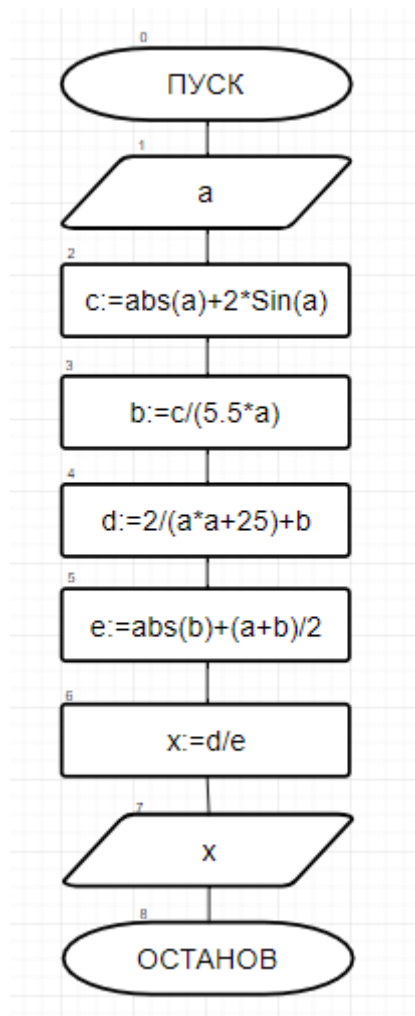 0
ПУСК
1
a
2
c:=abs(a)+2*Sin(a)
3
b:=c/(5.5*a)
4
d:=2/(a*a+25)+b
5
e:=abs(b)+(a+b)/2
6
x:=d/e
7
x
8
ОСТАНОВ